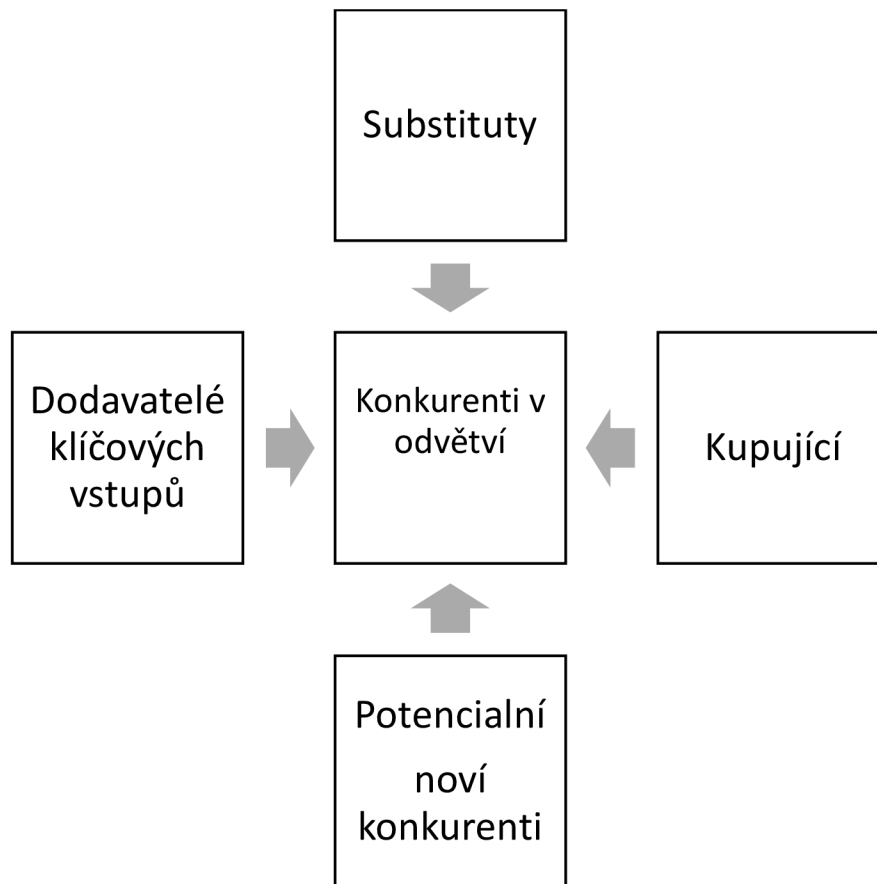 Substituty
Dodavatelé
klíčových
vstupů
Konkurenti v
odvětví
Kupující
Potencialní
noví
konkurenti